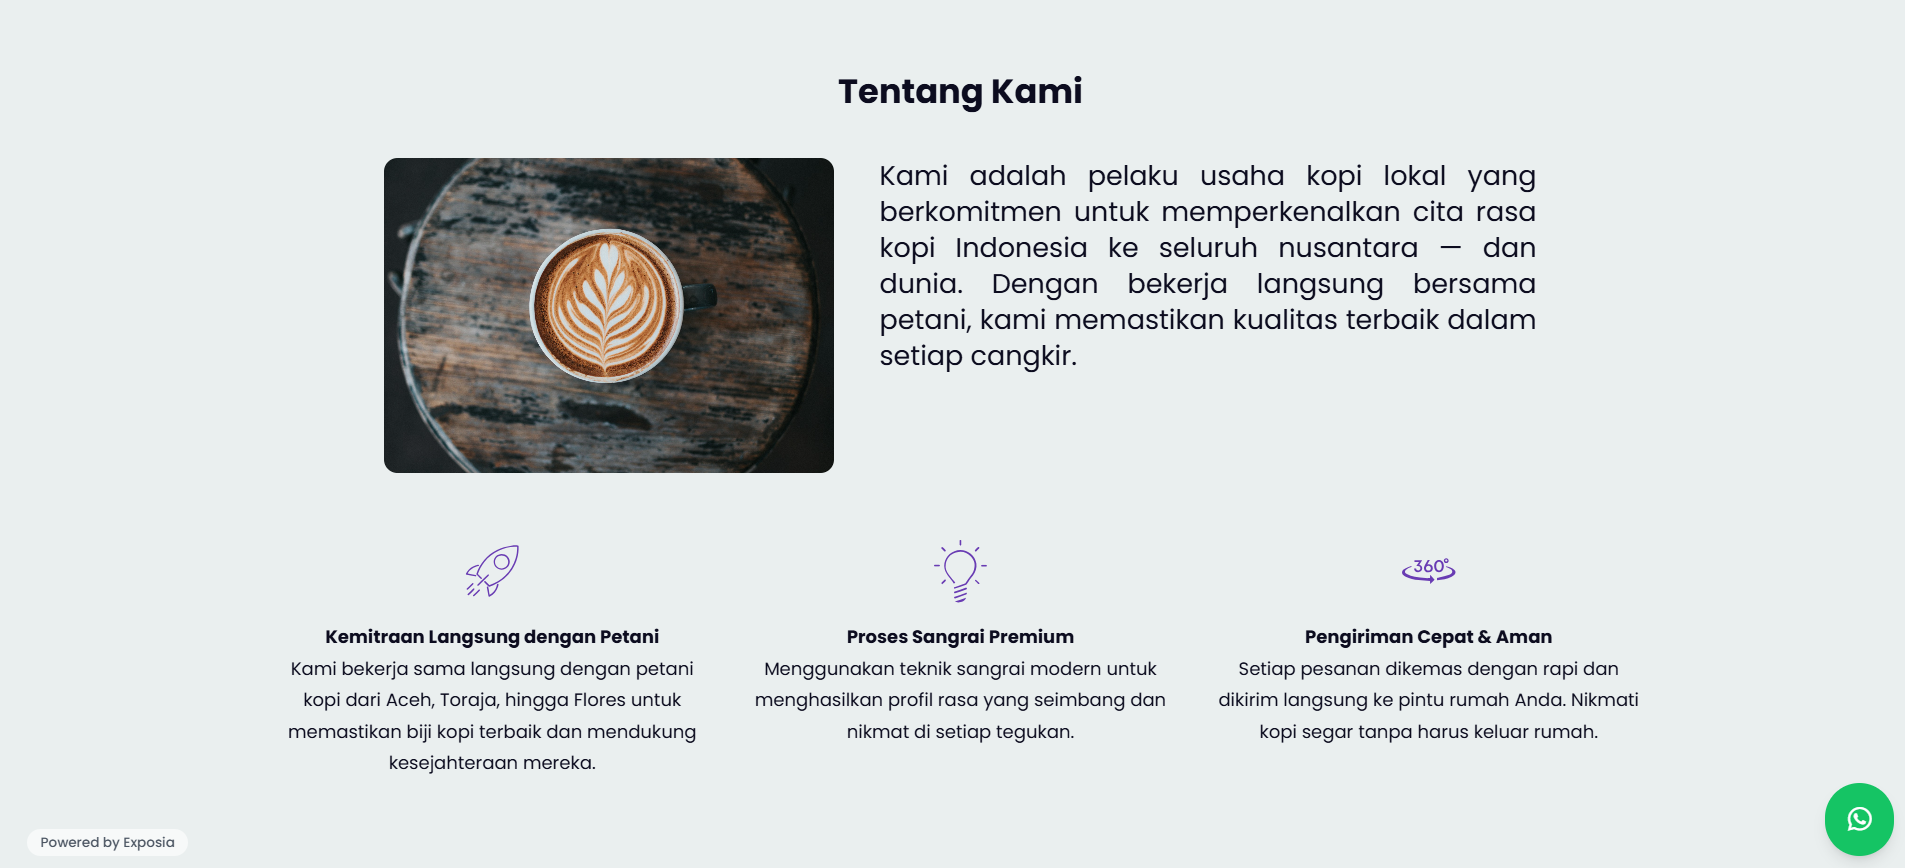 Tentang Kami
Kami adalah pelaku usaha kopi lokal yang
berkomitmen untuk memperkenalkan cita rasa
kopi Indonesia ke seluruh nusantara — dan
dunia. Dengan bekerja langsung bersama
petani, kami memastikan kualitas terbaik dalam
setiap cangkir.
Kemitraan Langsung dengan Petani
Kami bekerja sama langsung dengan petani
kopi dari Aceh, Toraja, hingga Flores untuk
memastikan biji kopi terbaik dan mendukung
kesejahteraan mereka.
Proses Sangrai Premium
Menggunakan teknik sangrai modern untuk
menghasilkan profil rasa yang seimbang dan
nikmat di setiap tegukan.
360°
Pengiriman Cepat & Aman
Setiap pesanan dikemas dengan rapi dan
dikirim langsung ke pintu rumah Anda. Nikmati
kopi segar tanpa harus keluar rumah.
Powered by Exposia